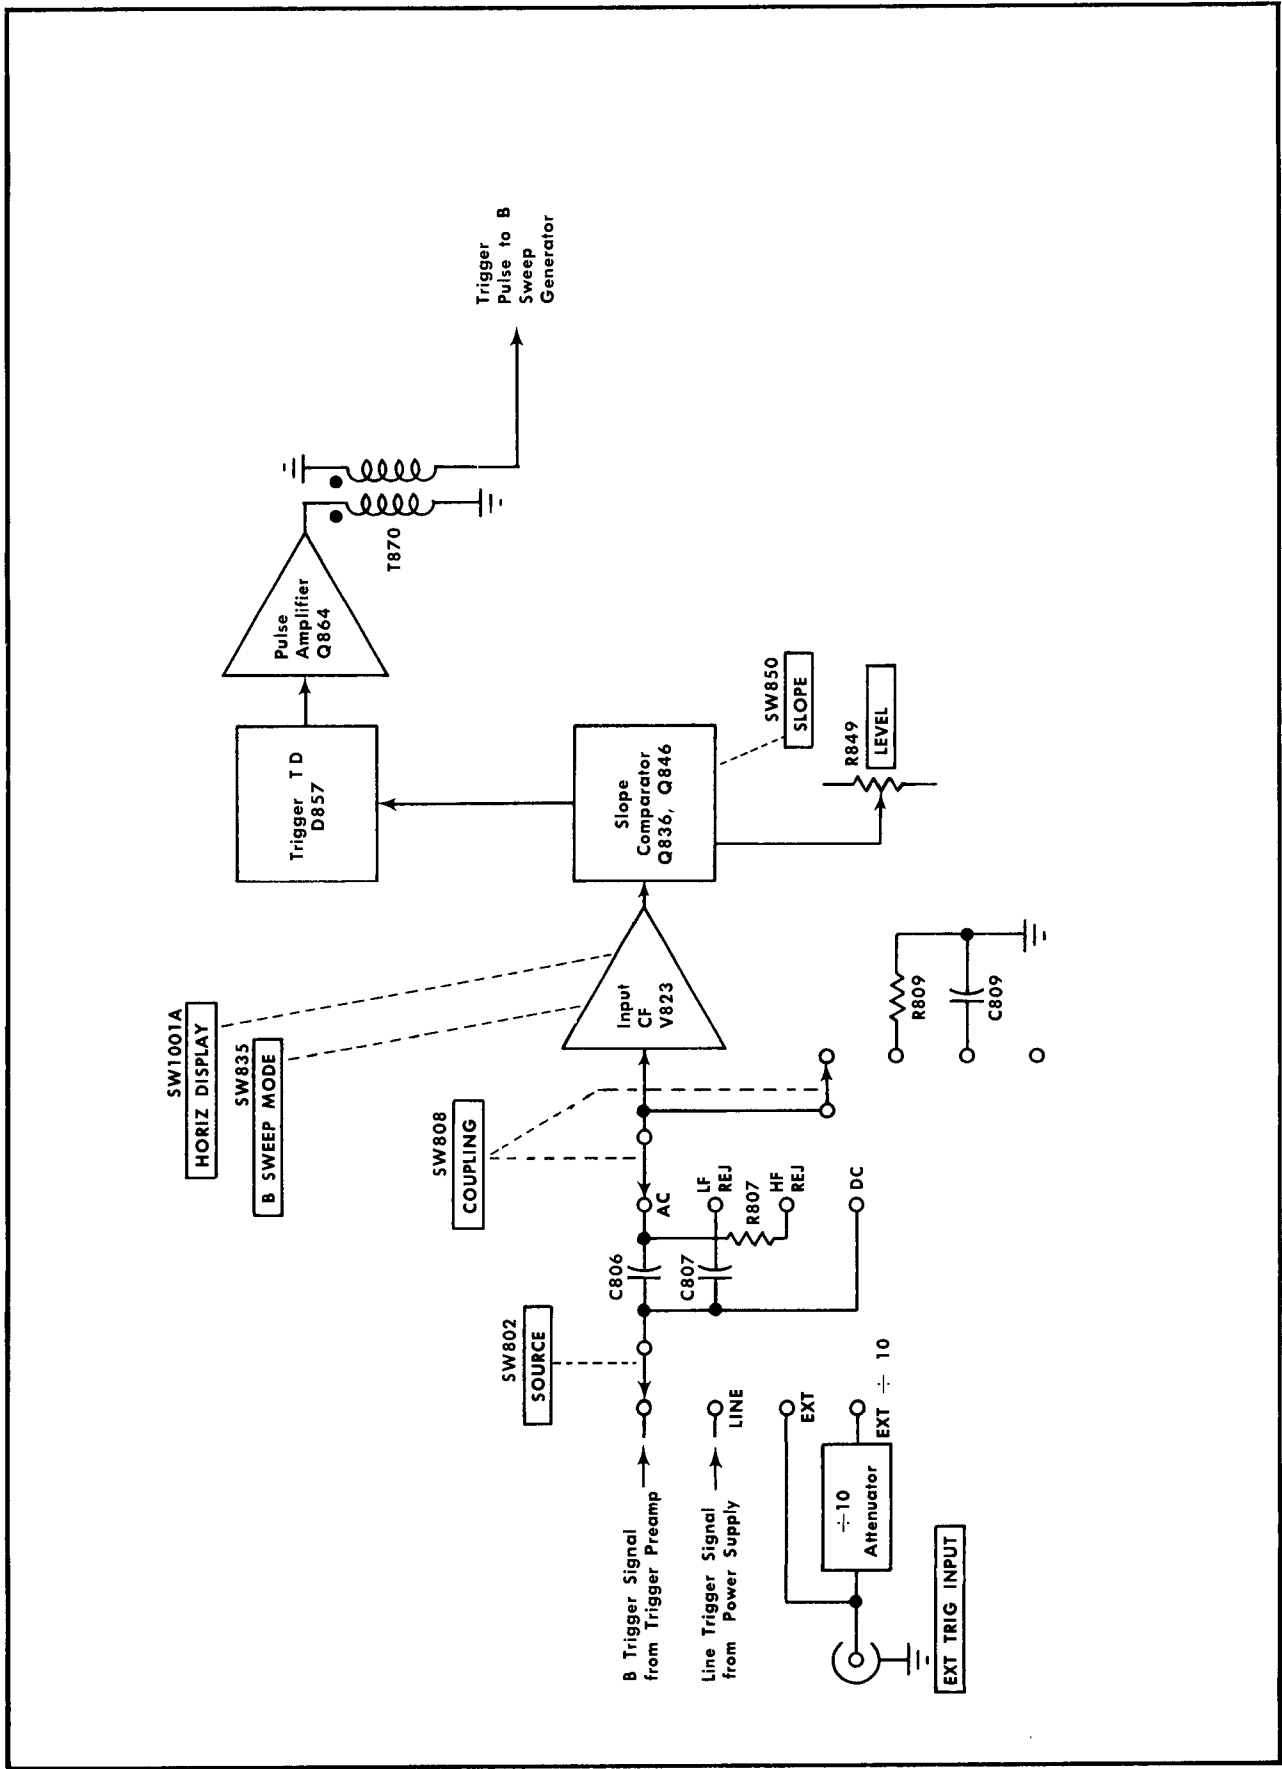 SW1001A
HORIZ DISPLAY
SW835
B SWEEP MODE
Trigger TD
D857
Pulse
Amplifier
Q864
T870
Trigger
Pulse to B
Sweep
Generator
SW802
SOURCE
SW808
COUPLING
B Trigger Signal
from Trigger Preamp
C806
AC
Input
CF
V823
Slope
Comparator
Q836, Q846
SW850
SLOPE
Line Trigger Signal
from Power Supply
LINE
C807
LF
REJ
R807
HF
REJ
EXT
DC
÷10
Attenuator
EXT ÷ 10
EXT TRIG INPUT
R849
LEVEL
R809
C809